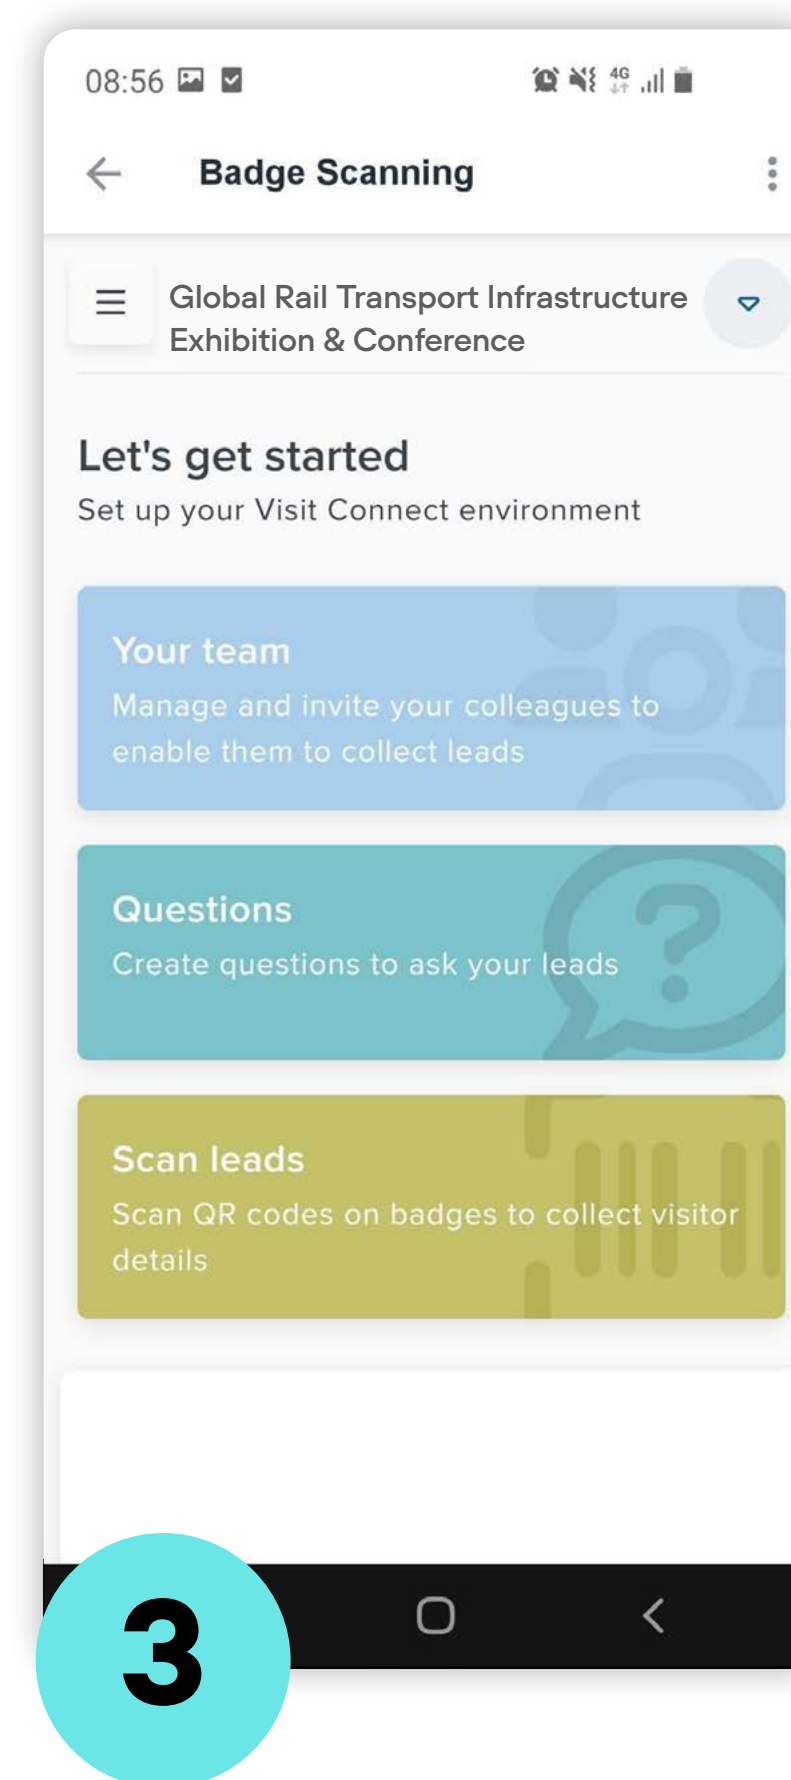 08:56
4G
Badge Scanning
Global Rail Transport Infrastructure
Exhibition & Conference
Let's get started
Set up your Visit Connect environment
Your team
Manage and invite your colleagues to
enable them to collect leads
Questions
Create questions to ask your leads
Scan leads
Scan QR codes on badges to collect visitor
details
3